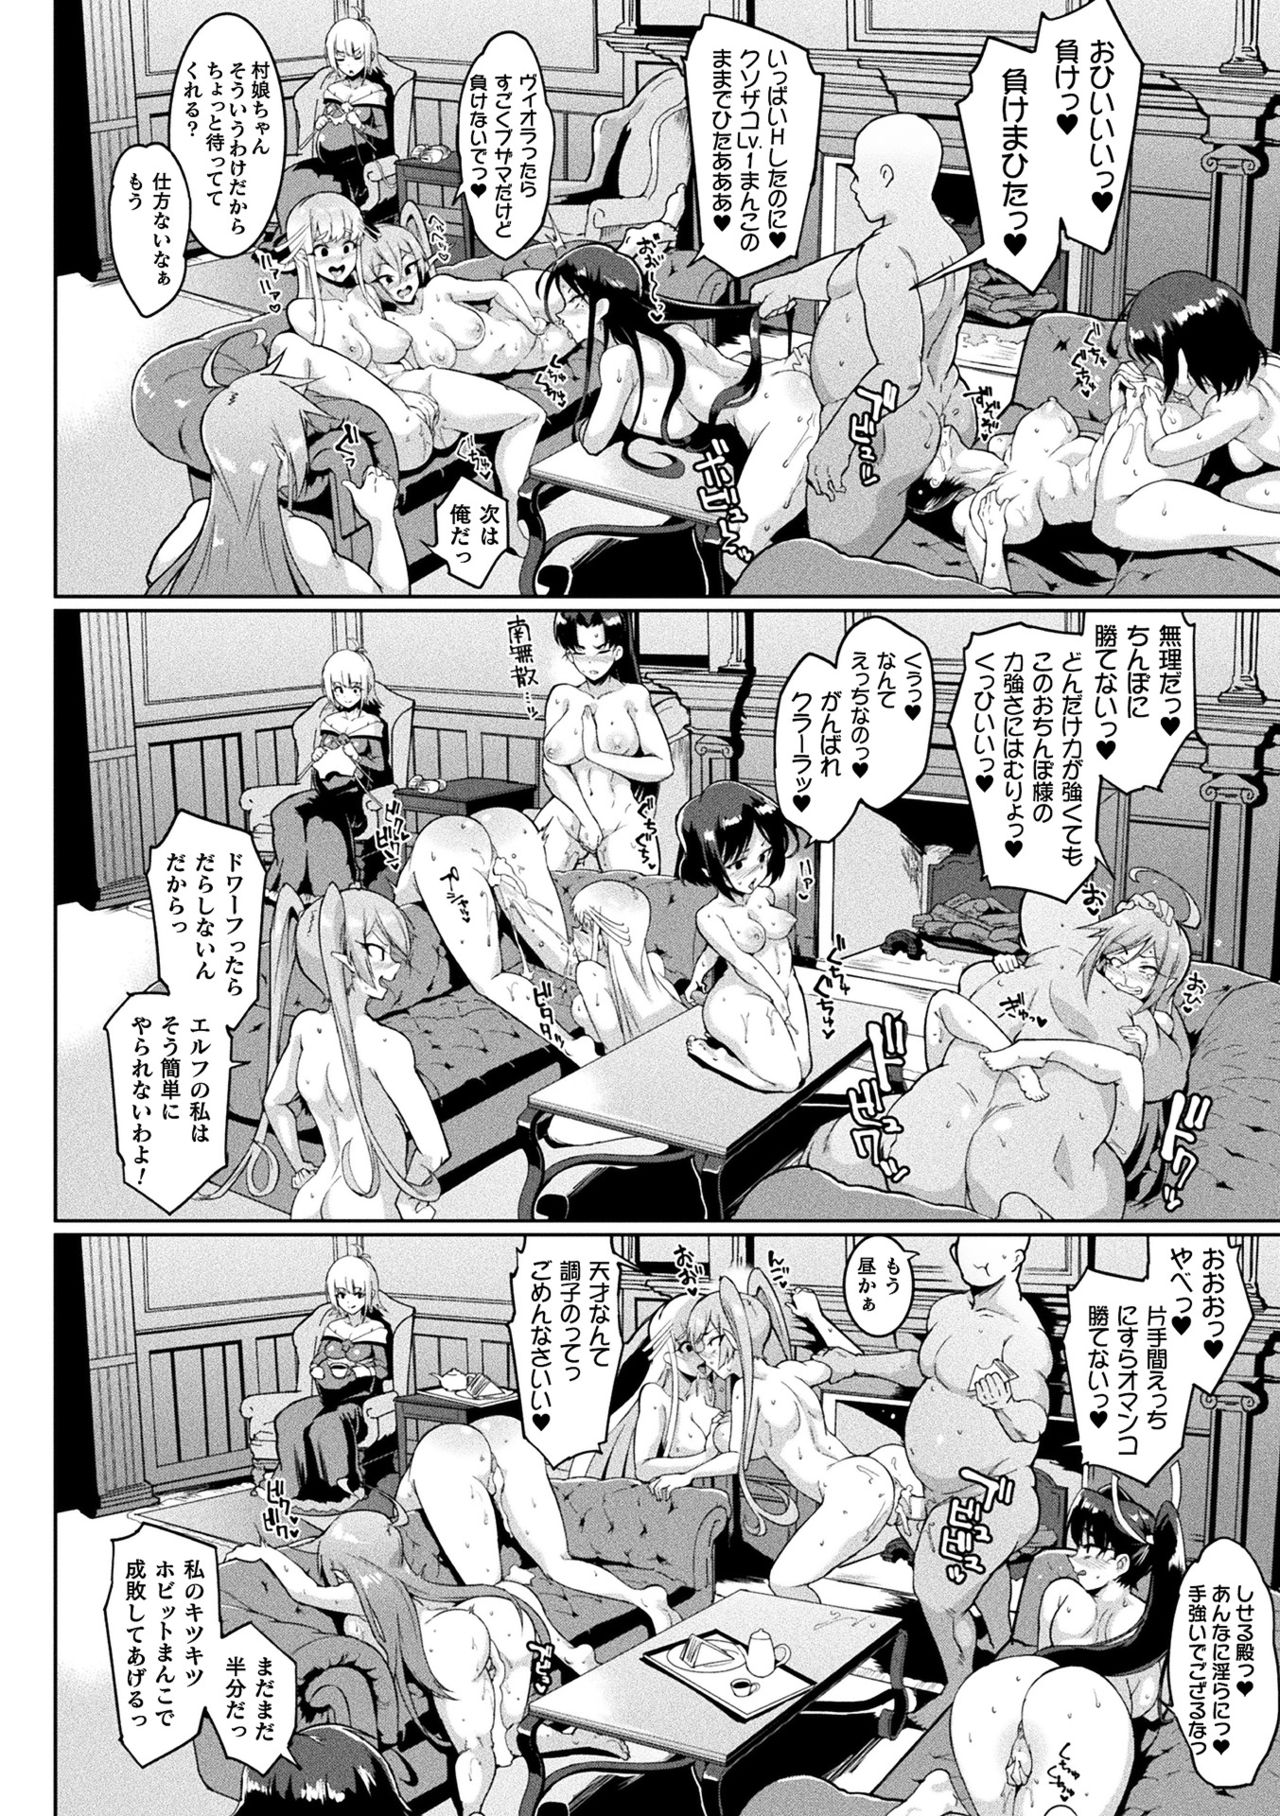 おひいいいっ♥
負けっ♥
負けまひたっ♥
いっぱいHしたのに♥
クソザコLv.1まんこの
ままでひたあああ♥
ヴィオラったら
すごくブザマだけど
負けないでっ♥
村娘ちゃん
そういうわけだから
ちょっと待ってて
くれる？
仕方ないなぁ
もう
次は
俺だっ
無理だっ♥
ちんぽに
勝てないっ♥
どんだけ力が強くても
このおちんぽ様の
力強さにはむりょっ♥
くっひいいっ♥
くうっ♥
なんて
えっちなのっ♥
がんばれ
クラーラッ♥
南無散…
ドワーフったら
だらしないん
だからっ
エルフの私は
そう簡単に
やられないわよ！
おおおっ
やべっ♥
片手間えっち
にすらオマンコ
勝てないっ♥
もう
昼かぁ
天才なんて
調子のってっ
ごめんなさいい♥
しせる殿っ♥
あんなに淫らにっ♥
手強いでござるなっ
まだまだ
半分だっ
私のキツキツ
ホビットまんこで
成敗してあげるっ